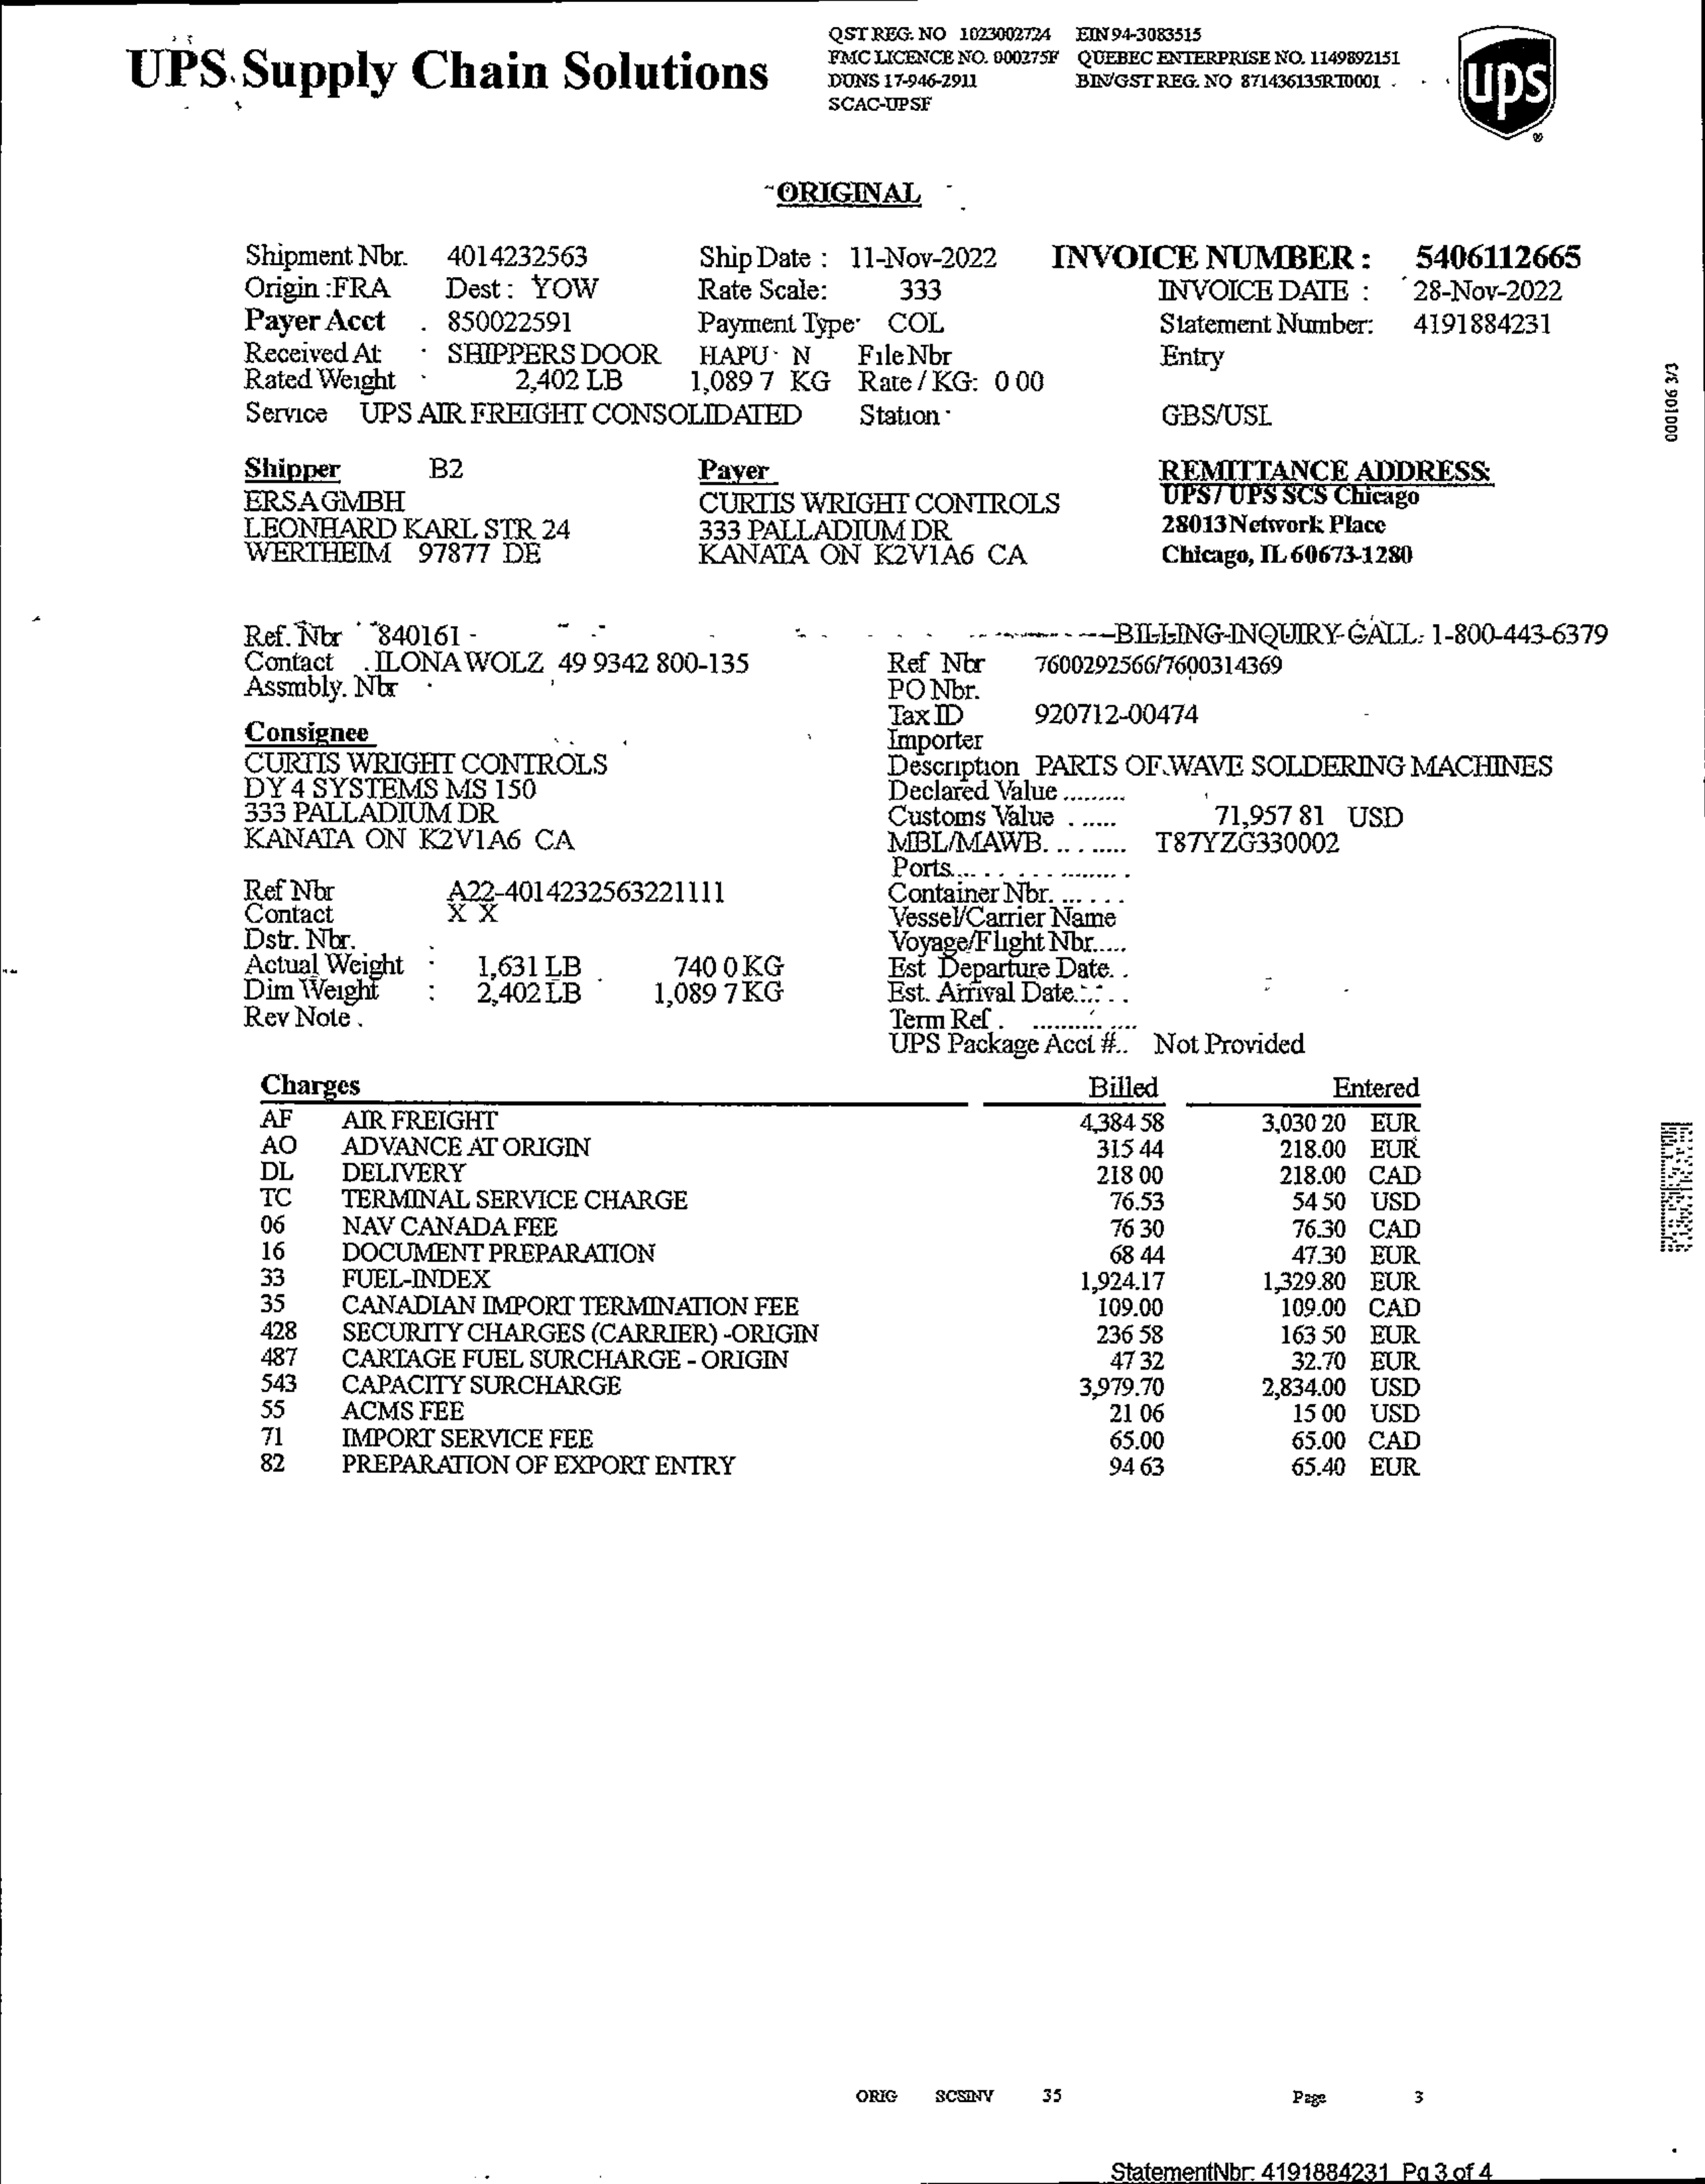 QST REG. NO 1023002724 EIN 94-3083515
UPS Supply Chain Solutions FMC LICENCE NO. 000275F QUEBEC ENTERPRISE NO. 1149892151
DUNS 17-946-2911 BIN/GST REG. NO 871436135RT0001
SCAC-UPSF
ups
ORIGINAL
Shipment Nbr. 4014232563 Ship Date : 11-Nov-2022 INVOICE NUMBER : 5406112665
Origin :FRA Dest : YOW Rate Scale: 333 INVOICE DATE : 28-Nov-2022
Payer Acct . 850022591 Payment Type COL Statement Number: 4191884231
Received At SHIPPERS DOOR HAPU N File Nbr Entry
Rated Weight 2,402 LB 1,089 7 KG Rate / KG: 0 00
Service UPS AIR FREIGHT CONSOLIDATED Station GBS/USL
000106 3/3
Shipper B2 Payer REMITTANCE ADDRESS:
ERSA GMBH CURTIS WRIGHT CONTROLS UPS / UPS SCS Chicago
LEONHARD KARL STR 24 333 PALLADIUM DR 28013 Network Place
WERTHEIM 97877 DE KANATA ON K2V1A6 CA Chicago, IL 60673-1280
Ref. Nbr 840161 BILLING INQUIRY CALL: 1-800-443-6379
Contact ILONA WOLZ 49 9342 800-135 Ref Nbr 7600292566/7600314369
Assmbly. Nbr PO Nbr.
Tax ID 920712-00474
Consignee Importer
CURTIS WRIGHT CONTROLS Description PARTS OF WAVE SOLDERING MACHINES
DY 4 SYSTEMS MS 150 Declared Value .........
333 PALLADIUM DR Customs Value . ..... 71,957 81 USD
KANATA ON K2V1A6 CA MBL/MAWB. .. . ..... T87YZG330002
Ports... . . . . . .........
Ref Nbr A22-4014232563221111 Container Nbr. ... . . .
Contact X X Vessel/Carrier Name
Dstr. Nbr. Voyage/Flight Nbr.....
Actual Weight : 1,631 LB 740 0 KG Est Departure Date. .
Dim Weight : 2,402 LB 1,089 7 KG Est. Arrival Date.... . .
Rev Note . Term Ref . .......... ....
UPS Package Acct #.. Not Provided
Charges Billed Entered
AF AIR FREIGHT 4,384 58 3,030 20 EUR
AO ADVANCE AT ORIGIN 315 44 218.00 EUR
DL DELIVERY 218 00 218.00 CAD
TC TERMINAL SERVICE CHARGE 76.53 54 50 USD
06 NAV CANADA FEE 76 30 76.30 CAD
16 DOCUMENT PREPARATION 68 44 47.30 EUR
33 FUEL-INDEX 1,924.17 1,329.80 EUR
35 CANADIAN IMPORT TERMINATION FEE 109.00 109.00 CAD
428 SECURITY CHARGES (CARRIER) -ORIGIN 236 58 163 50 EUR
487 CARTAGE FUEL SURCHARGE - ORIGIN 47 32 32.70 EUR
543 CAPACITY SURCHARGE 3,979.70 2,834.00 USD
55 ACMS FEE 21 06 15 00 USD
71 IMPORT SERVICE FEE 65.00 65.00 CAD
82 PREPARATION OF EXPORT ENTRY 94 63 65.40 EUR
ORIG SCSINV 35 Page 3
StatementNbr: 4191884231 Pg 3 of 4